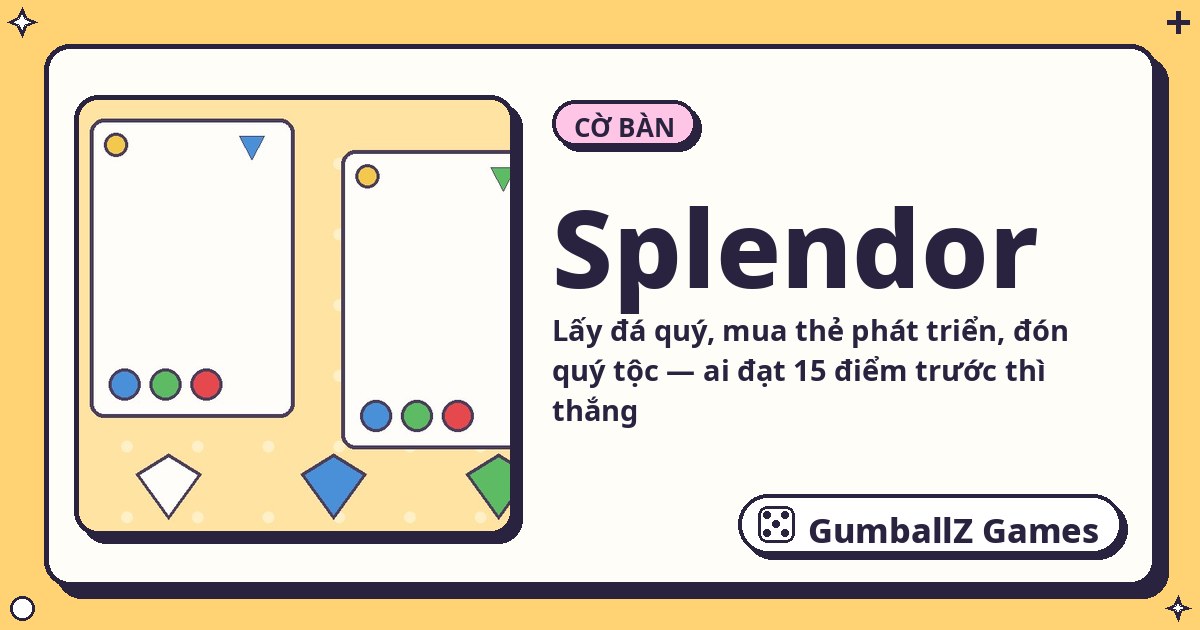 CỜ BÀN
Splendor
Lấy đá quý, mua thẻ phát triển, đón
quý tộc — ai đạt 15 điểm trước thì
thắng
GumballZ Games